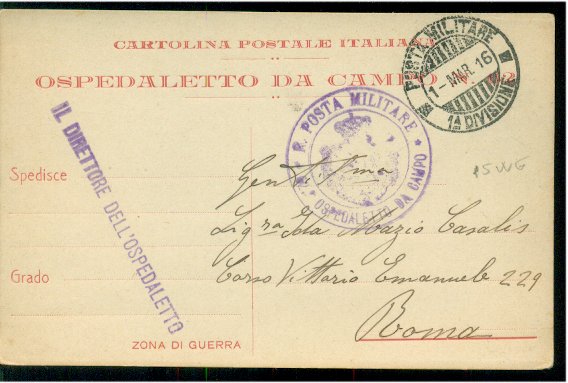 CARTOLINA POSTALE ITALIANA
OSPEDALETTO DA CAMPO N.
POSTA MILITARE
1 - MAR. 16
1A DIVISIONE
R. POSTA MILITARE
OSPEDALETTO DA CAMPO
IL DIRETTORE DELL'OSPEDALETTO
Spedisce
Grado
ZONA DI GUERRA
Gent.ma
Sig.ra Ida Mazio Casalis
Corso Vittorio Emanuele 229
Roma